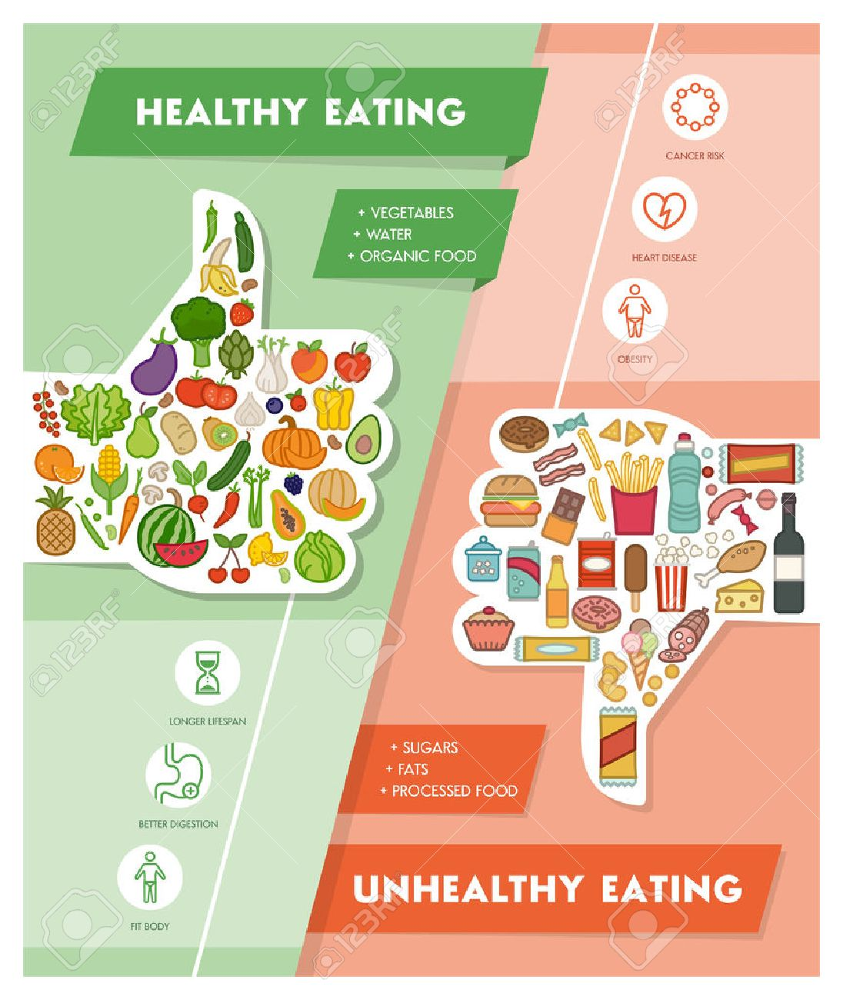 HEALTHY EATING
+ VEGETABLES
+ WATER
+ ORGANIC FOOD
LONGER LIFESPAN
BETTER DIGESTION
FIT BODY
CANCER RISK
HEART DISEASE
OBESITY
+ SUGARS
+ FATS
+ PROCESSED FOOD
UNHEALTHY EATING
123RF